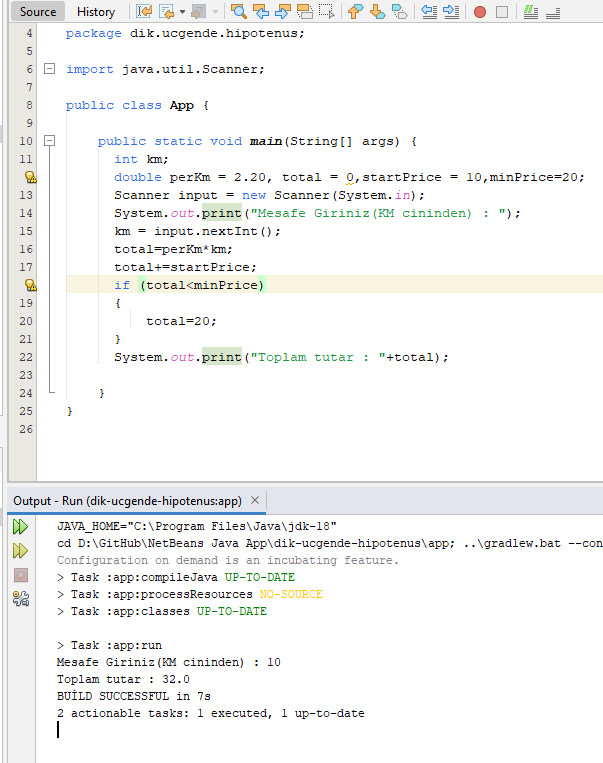 Source History
4 package dik.ucgende.hipotenus;
5
6 import java.util.Scanner;
7
8 public class App {
9
10 public static void main(String[] args) {
11 int km;
double perKm = 2.20, total = 0,startPrice = 10,minPrice=20;
13 Scanner input = new Scanner(System.in);
14 System.out.print("Mesafe Giriniz(KM cininden) : ");
15 km = input.nextInt();
16 total=perKm*km;
17 total+=startPrice;
if (total<minPrice)
19 {
20 total=20;
21 }
22 System.out.print("Toplam tutar : "+total);
23
24 }
25 }
26
Output - Run (dik-ucgende-hipotenus:app) ×
JAVA_HOME="C:\Program Files\Java\jdk-18"
cd D:\GitHub\NetBeans Java App\dik-ucgende-hipotenus\app; ..\gradlew.bat --con
Configuration on demand is an incubating feature.
> Task :app:compileJava UP-TO-DATE
> Task :app:processResources NO-SOURCE
> Task :app:classes UP-TO-DATE
> Task :app:run
Mesafe Giriniz(KM cininden) : 10
Toplam tutar : 32.0
BUİLD SUCCESSFUL in 7s
2 actionable tasks: 1 executed, 1 up-to-date